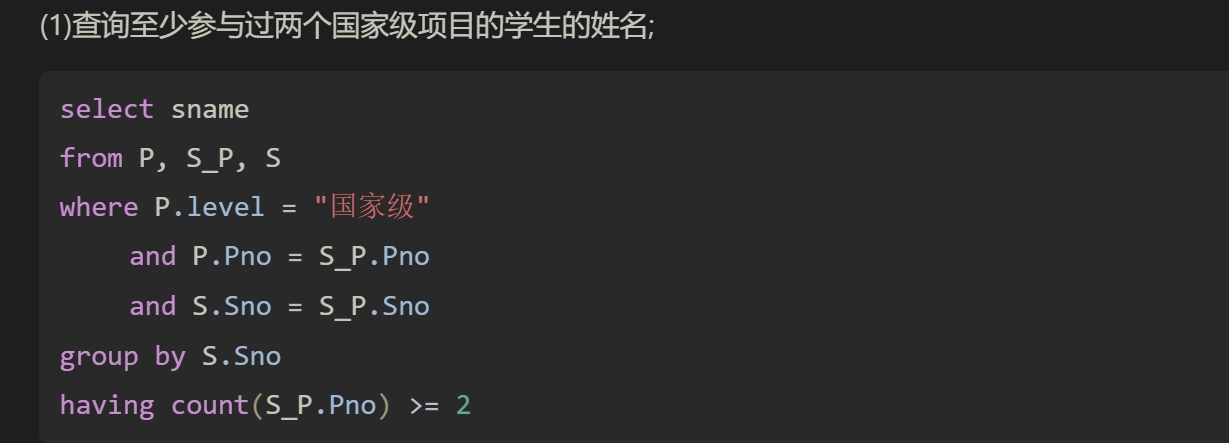 (1)查询至少参与过两个国家级项目的学生的姓名;
select sname
from P, S_P, S
where P.level = "国家级"
and P.Pno = S_P.Pno
and S.Sno = S_P.Sno
group by S.Sno
having count(S_P.Pno) >= 2